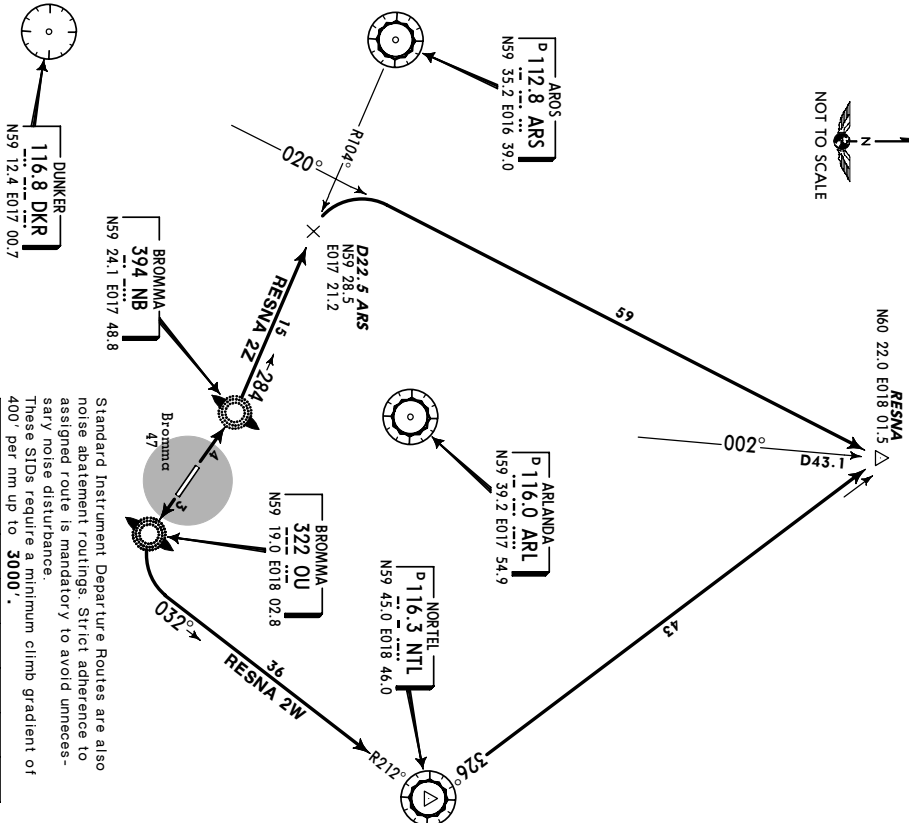 N
NOT TO SCALE
RESNA
N60 22.0 E018 01.5
D43.1
002°
AROS
D 112.8 ARS
N59 35.2 E016 39.0
R104°
020°
59
D22.5 ARS
N59 28.5
E017 21.2
15
284°
RESNA 2Z
DUNKER
116.8 DKR
N59 12.4 E017 00.7
BROMMA
394 NB
N59 24.1 E017 48.8
4
Bromma
47
3
BROMMA
322 OU
N59 19.0 E018 02.8
ARLANDA
D 116.0 ARL
N59 39.2 E017 54.9
NORTEL
D 116.3 NTL
N59 45.0 E018 46.0
032°
36
RESNA 2W
R212°
326°
43
Standard Instrument Departure Routes are also
noise abatement routings. Strict adherence to
assigned route is mandatory to avoid unneces-
sary noise disturbance.
These SIDs require a minimum climb gradient of
400' per nm up to 3000'.